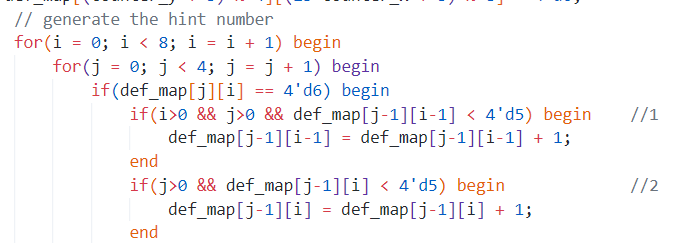 // generate the hint number
for(i = 0; i < 8; i = i + 1) begin
for(j = 0; j < 4; j = j + 1) begin
if(def_map[j][i] == 4'd6) begin
if(i>0 && j>0 && def_map[j-1][i-1] < 4'd5) begin //1
def_map[j-1][i-1] = def_map[j-1][i-1] + 1;
end
if(j>0 && def_map[j-1][i] < 4'd5) begin //2
def_map[j-1][i] = def_map[j-1][i] + 1;
end